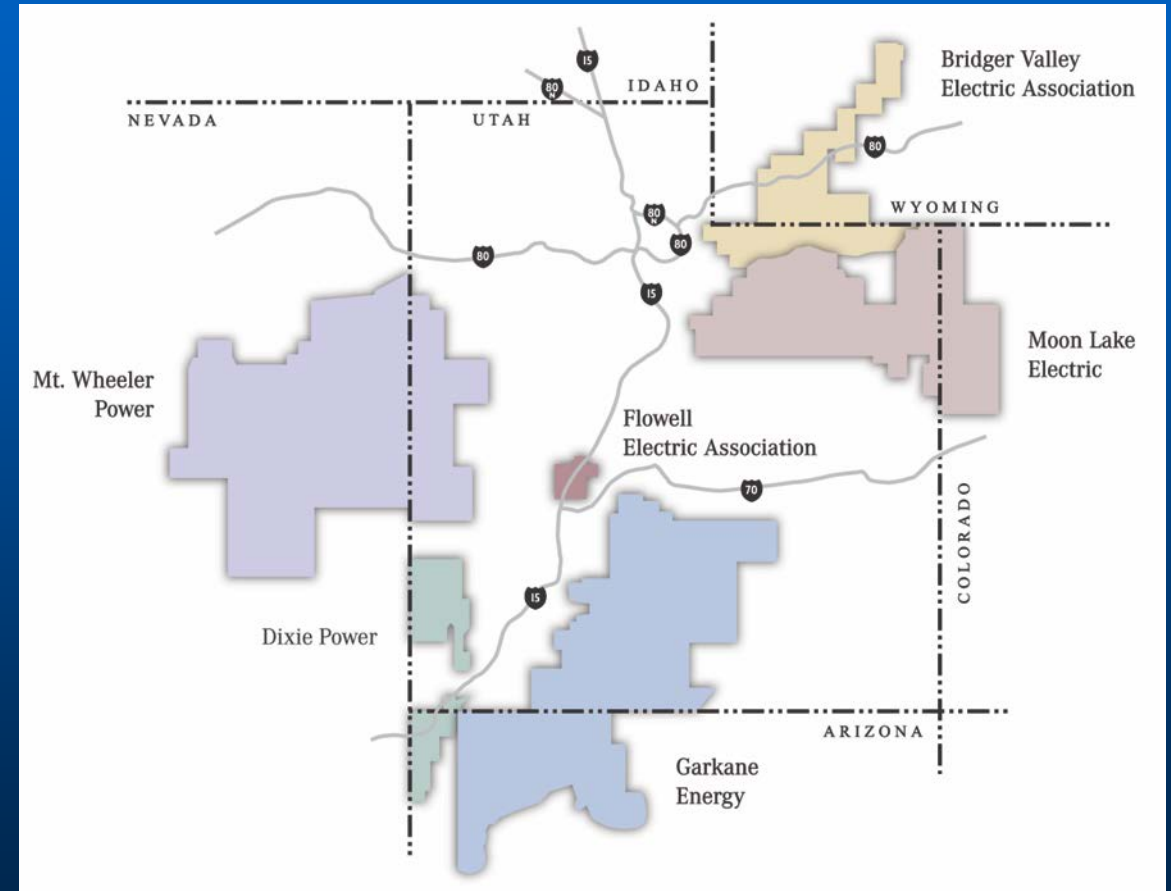 15
Bridger Valley
Electric Association
80
N
IDAHO
NEVADA
UTAH
80
80
N
WYOMING
80
80
15
Moon Lake
Electric
Mt. Wheeler
Power
Flowell
Electric Association
70
COLORADO
15
Dixie Power
ARIZONA
Garkane
Energy